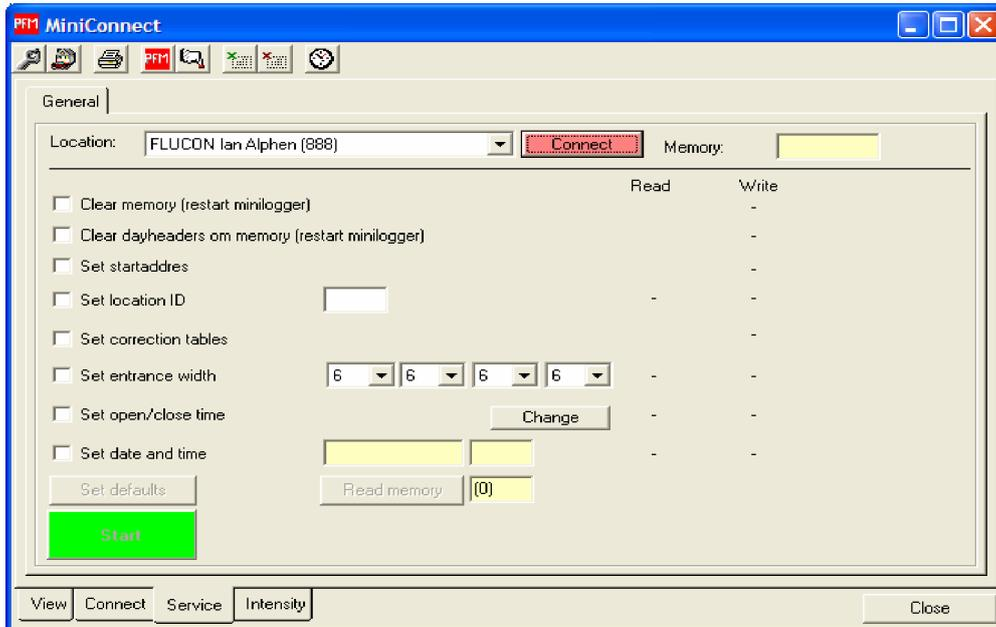 PFM MiniConnect
PFM
General
Location: FLUCON Ian Alphen (888) Connect Memory:
Read Write
Clear memory (restart minilogger) -
Clear dayheaders om memory (restart minilogger) -
Set startaddres -
Set location ID - -
Set correction tables -
Set entrance width 6 6 6 6 - -
Set open/close time Change - -
Set date and time - -
Set defaults Read memory (0)
Start
View Connect Service Intensity Close